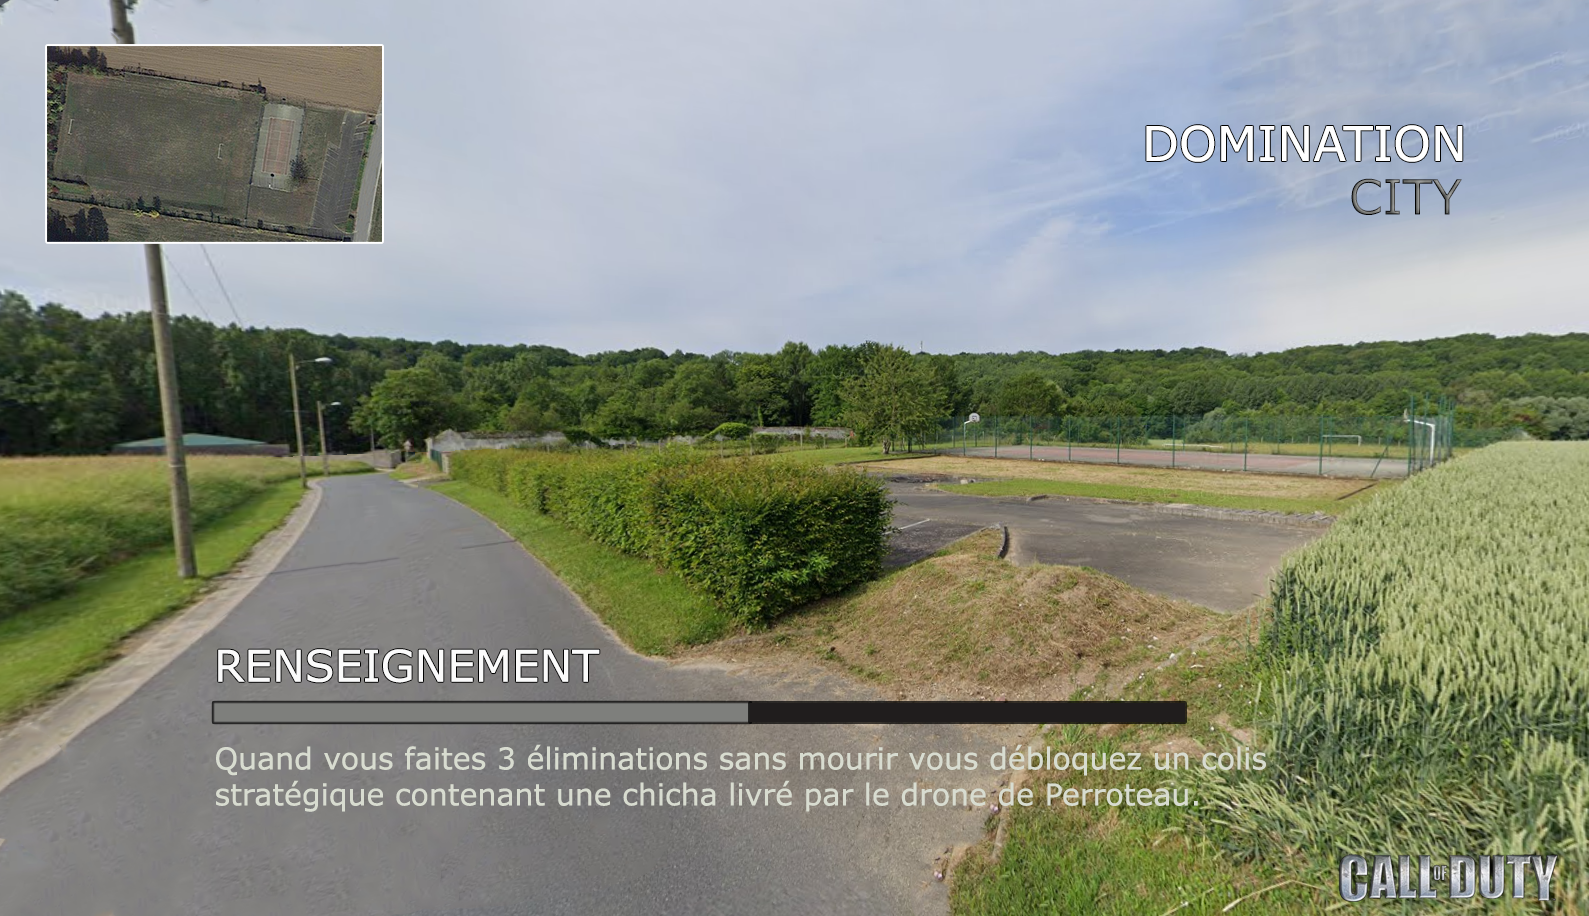 DOMINATION
CITY
RENSEIGNEMENT
Quand vous faites 3 éliminations sans mourir vous débloquez un colis
stratégique contenant une chicha livré par le drone de Perroteau.
CALL OF DUTY